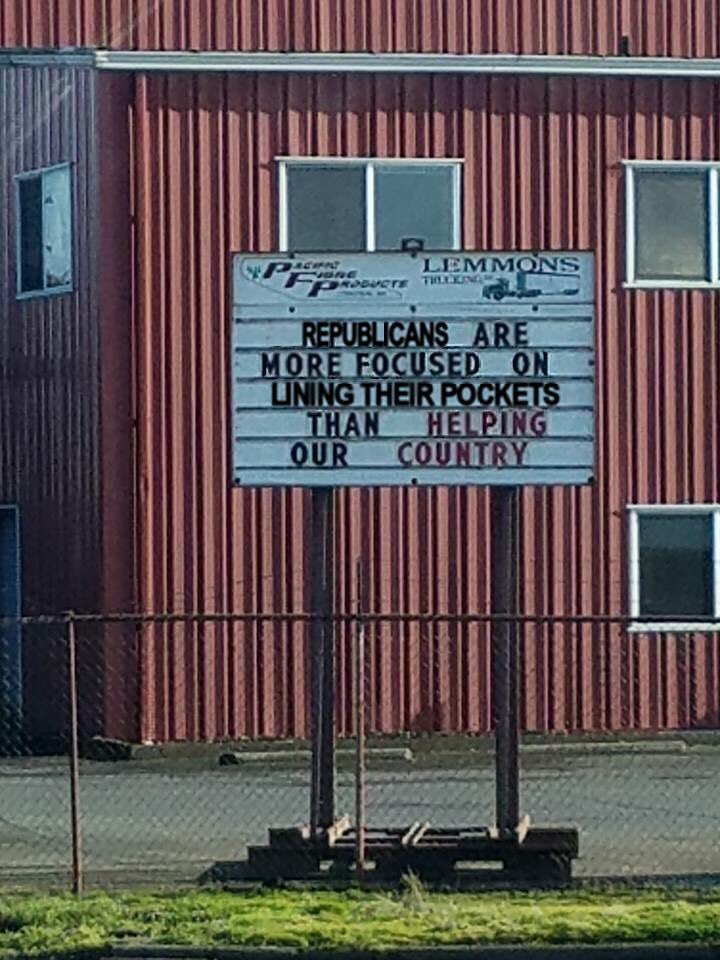 PACIFIC
FIBRE
PRODUCTS
LEMMONS
TRUCKING
REPUBLICANS ARE
MORE FOCUSED ON
LINING THEIR POCKETS
THAN HELPING
OUR COUNTRY